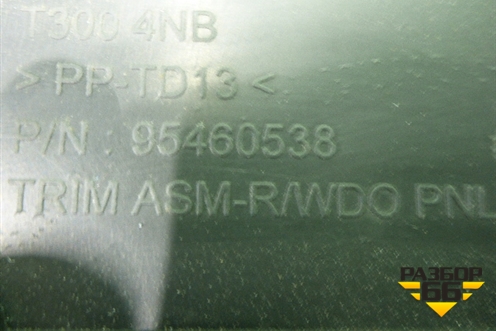 T300 4NB
>PP-TD13<
P/N : 95460538
TRIM ASM-R/WDO PNL
РАЗБОР
66